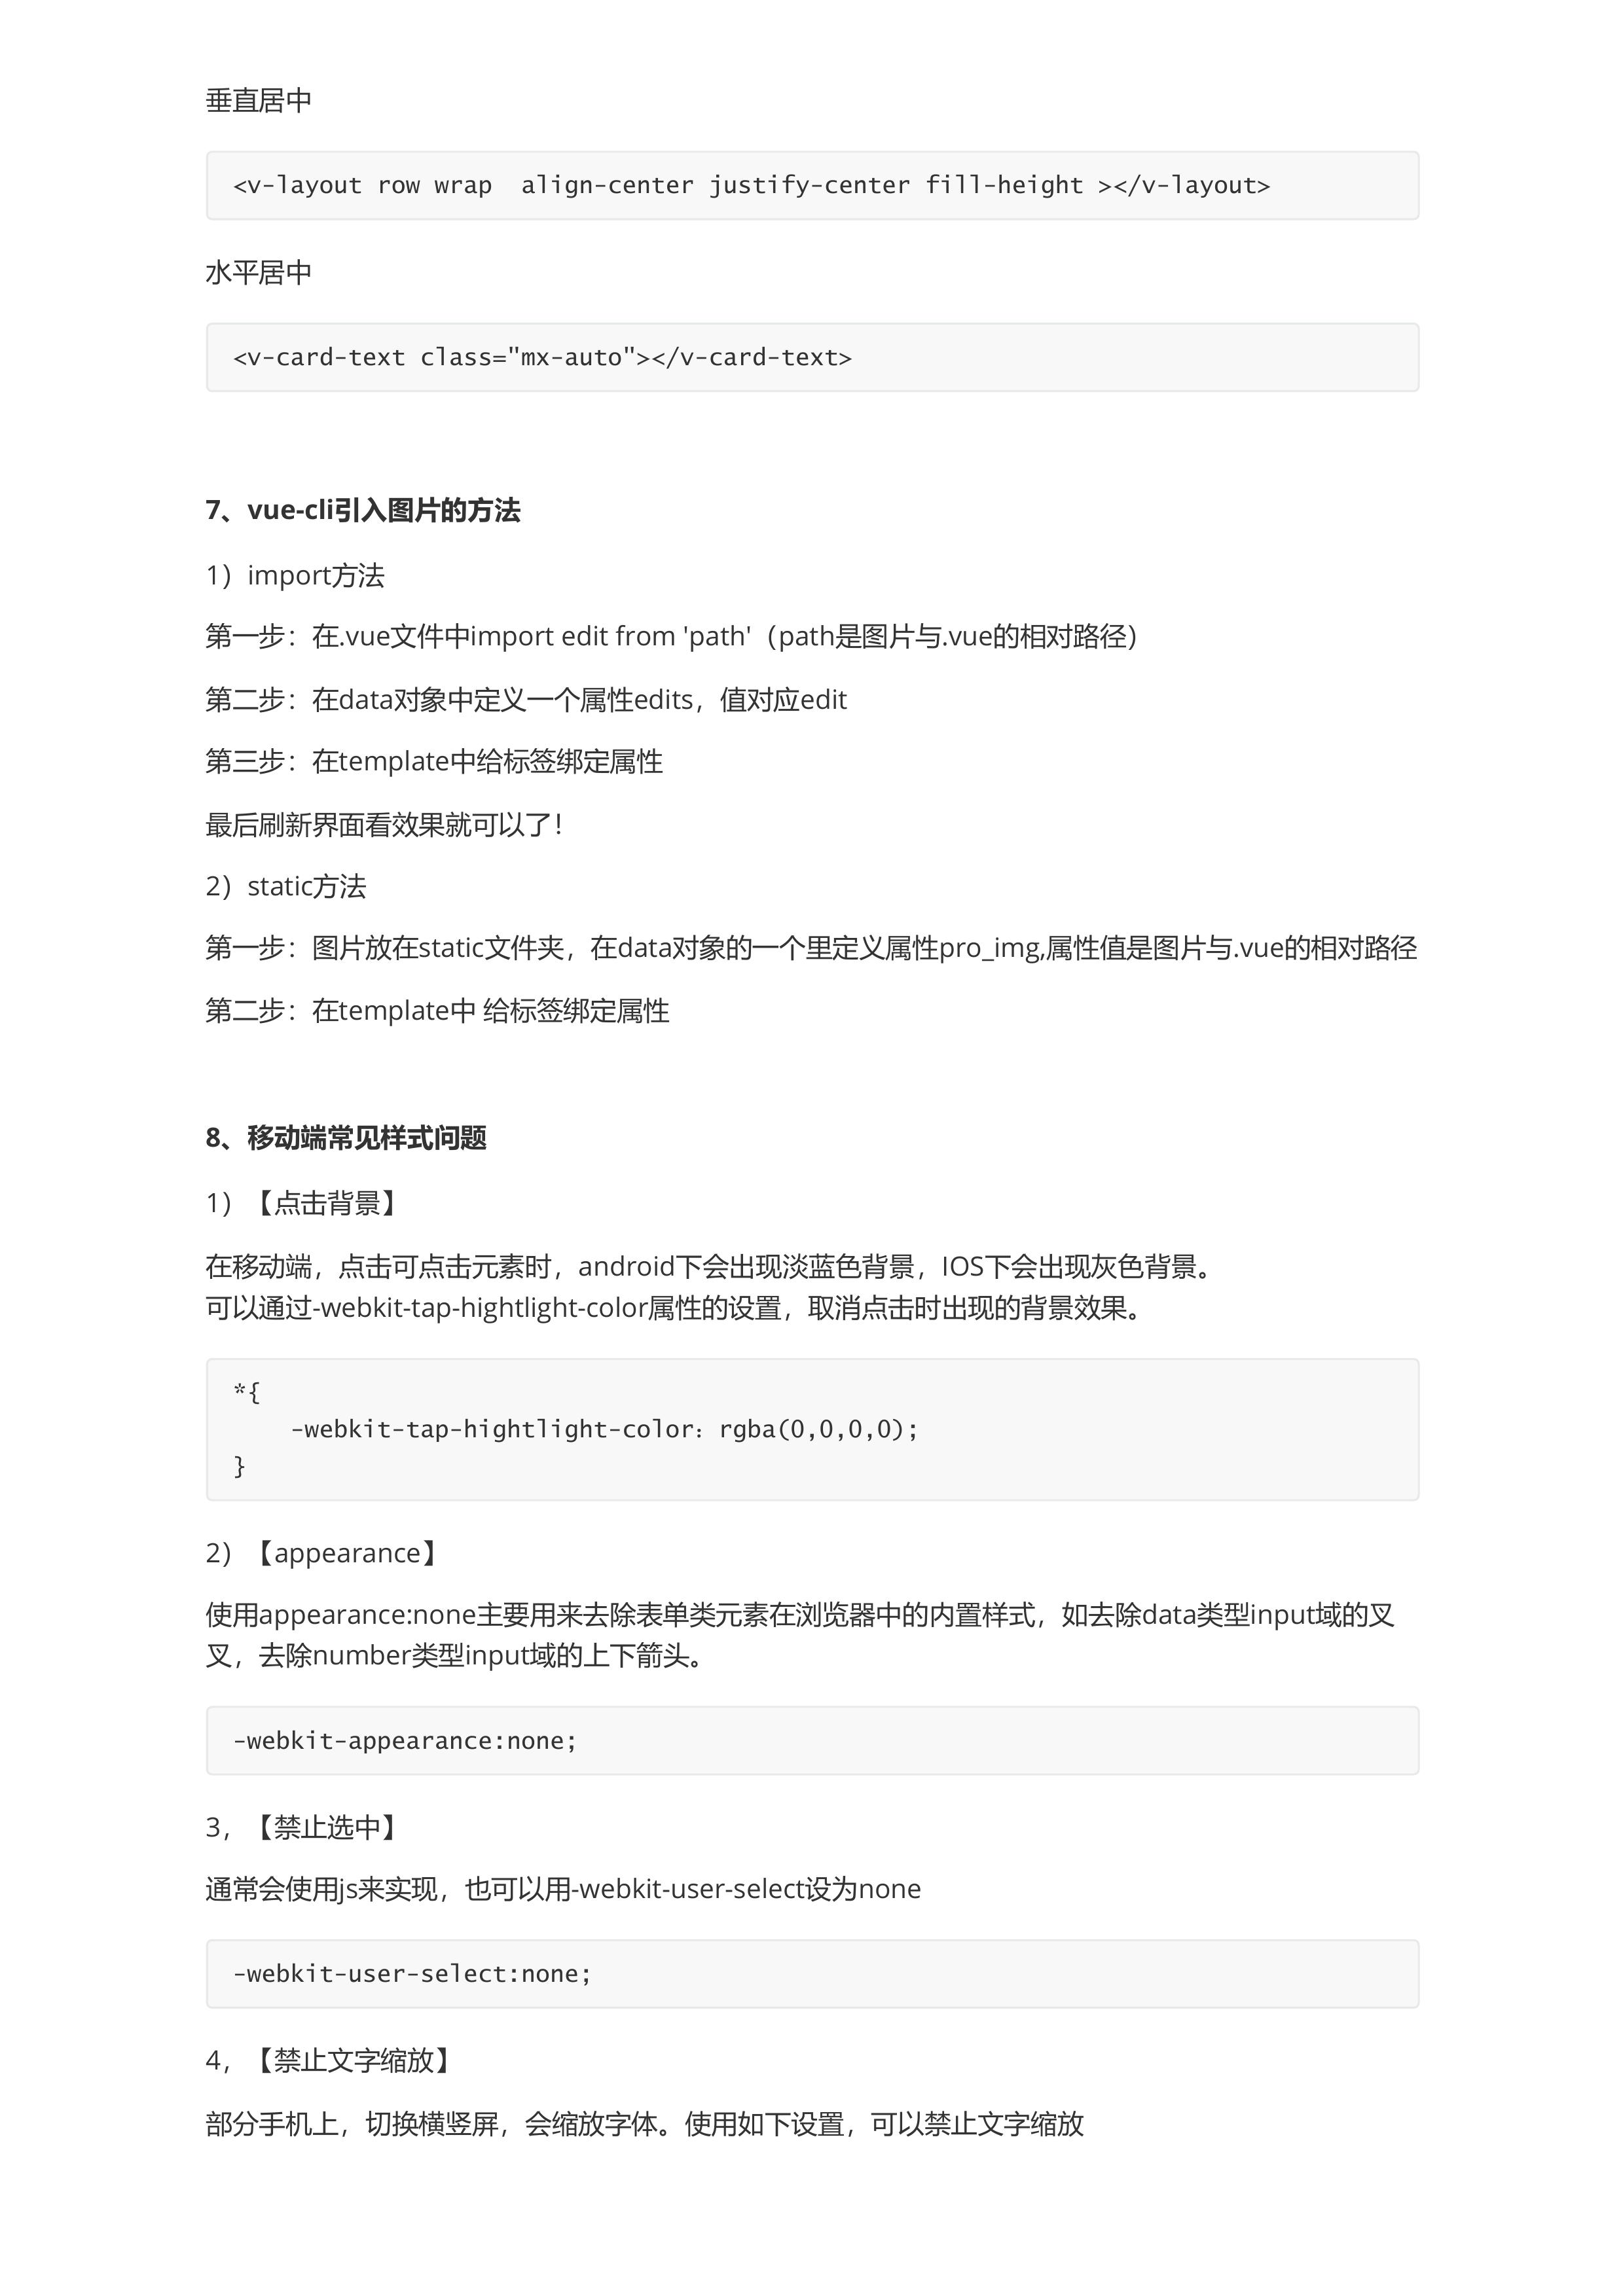 垂直居中
<v-layout row wrap  align-center justify-center fill-height ></v-layout>
水平居中
<v-card-text class="mx-auto"></v-card-text>
7、vue-cli引入图片的方法
1）import方法
第一步：在.vue文件中import edit from 'path'（path是图片与.vue的相对路径）
第二步：在data对象中定义一个属性edits，值对应edit
第三步：在template中给标签绑定属性
最后刷新界面看效果就可以了！
2）static方法
第一步：图片放在static文件夹，在data对象的一个里定义属性pro_img,属性值是图片与.vue的相对路径
第二步：在template中 给标签绑定属性
8、移动端常见样式问题
1）【点击背景】
在移动端，点击可点击元素时，android下会出现淡蓝色背景，IOS下会出现灰色背景。
可以通过-webkit-tap-hightlight-color属性的设置，取消点击时出现的背景效果。
*{
    -webkit-tap-hightlight-color：rgba(0,0,0,0);
}
2）【appearance】
使用appearance:none主要用来去除表单类元素在浏览器中的内置样式，如去除data类型input域的叉
叉，去除number类型input域的上下箭头。
-webkit-appearance:none;
3，【禁止选中】
通常会使用js来实现，也可以用-webkit-user-select设为none
-webkit-user-select:none;
4，【禁止文字缩放】
部分手机上，切换横竖屏，会缩放字体。使用如下设置，可以禁止文字缩放